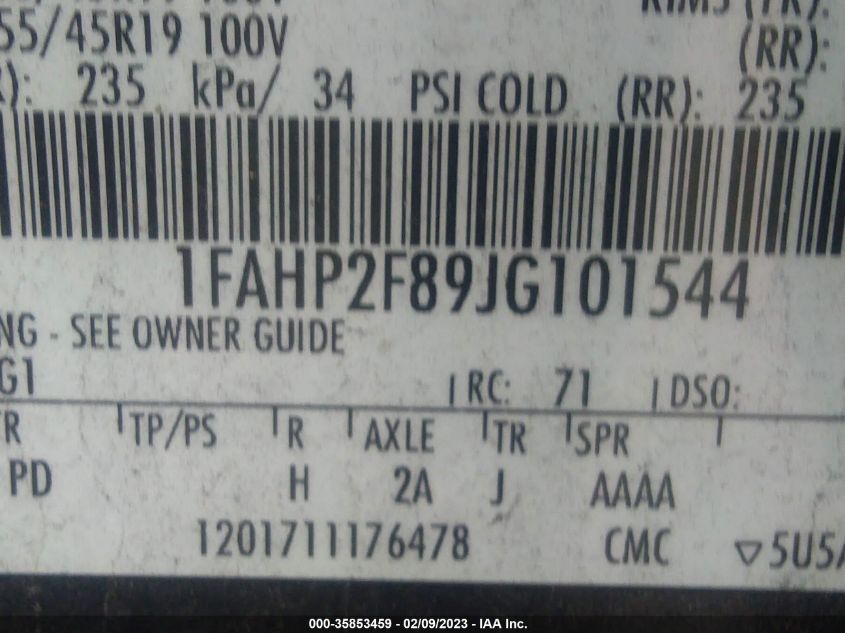 55/45R19 100V
(RR):
235 kPa/ 34 PSI COLD (RR): 235
1FAHP2F89JG101544
NG - SEE OWNER GUIDE
G1 RC: 71 DSO:
TP/PS R AXLE TR SPR
PD H 2A J AAAA
1201711176478 CMC ▽5U5A
000-35853459 - 02/09/2023 - IAA Inc.